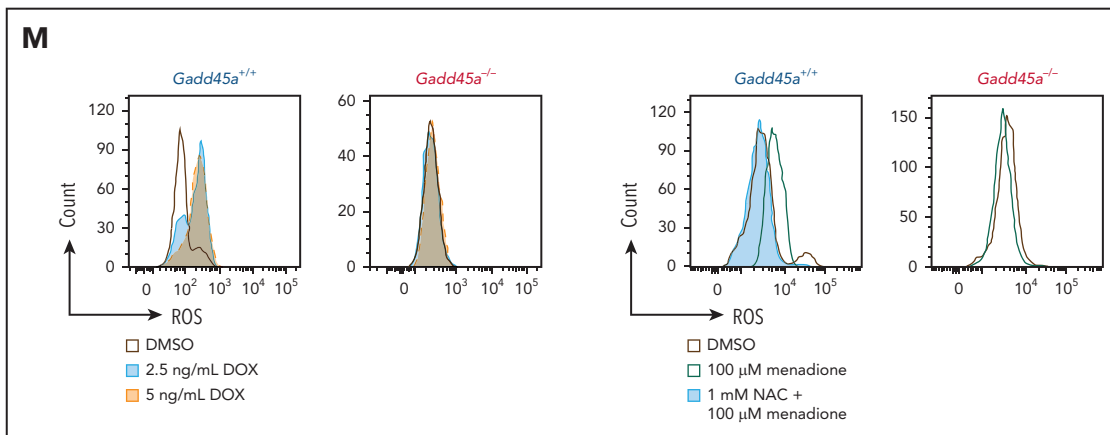 M
Gadd45a+/+
Gadd45a−/−
Gadd45a+/+
Gadd45a−/−
Count
120
90
60
30
0
0
10²
10³
10⁴
10⁵
ROS
60
40
20
0
0
10³
10⁴
10⁵
DMSO
2.5 ng/mL DOX
5 ng/mL DOX
Count
120
90
60
30
0
0
10⁴
10⁵
ROS
150
100
50
0
0
10⁴
10⁵
DMSO
100 μM menadione
1 mM NAC +
100 μM menadione